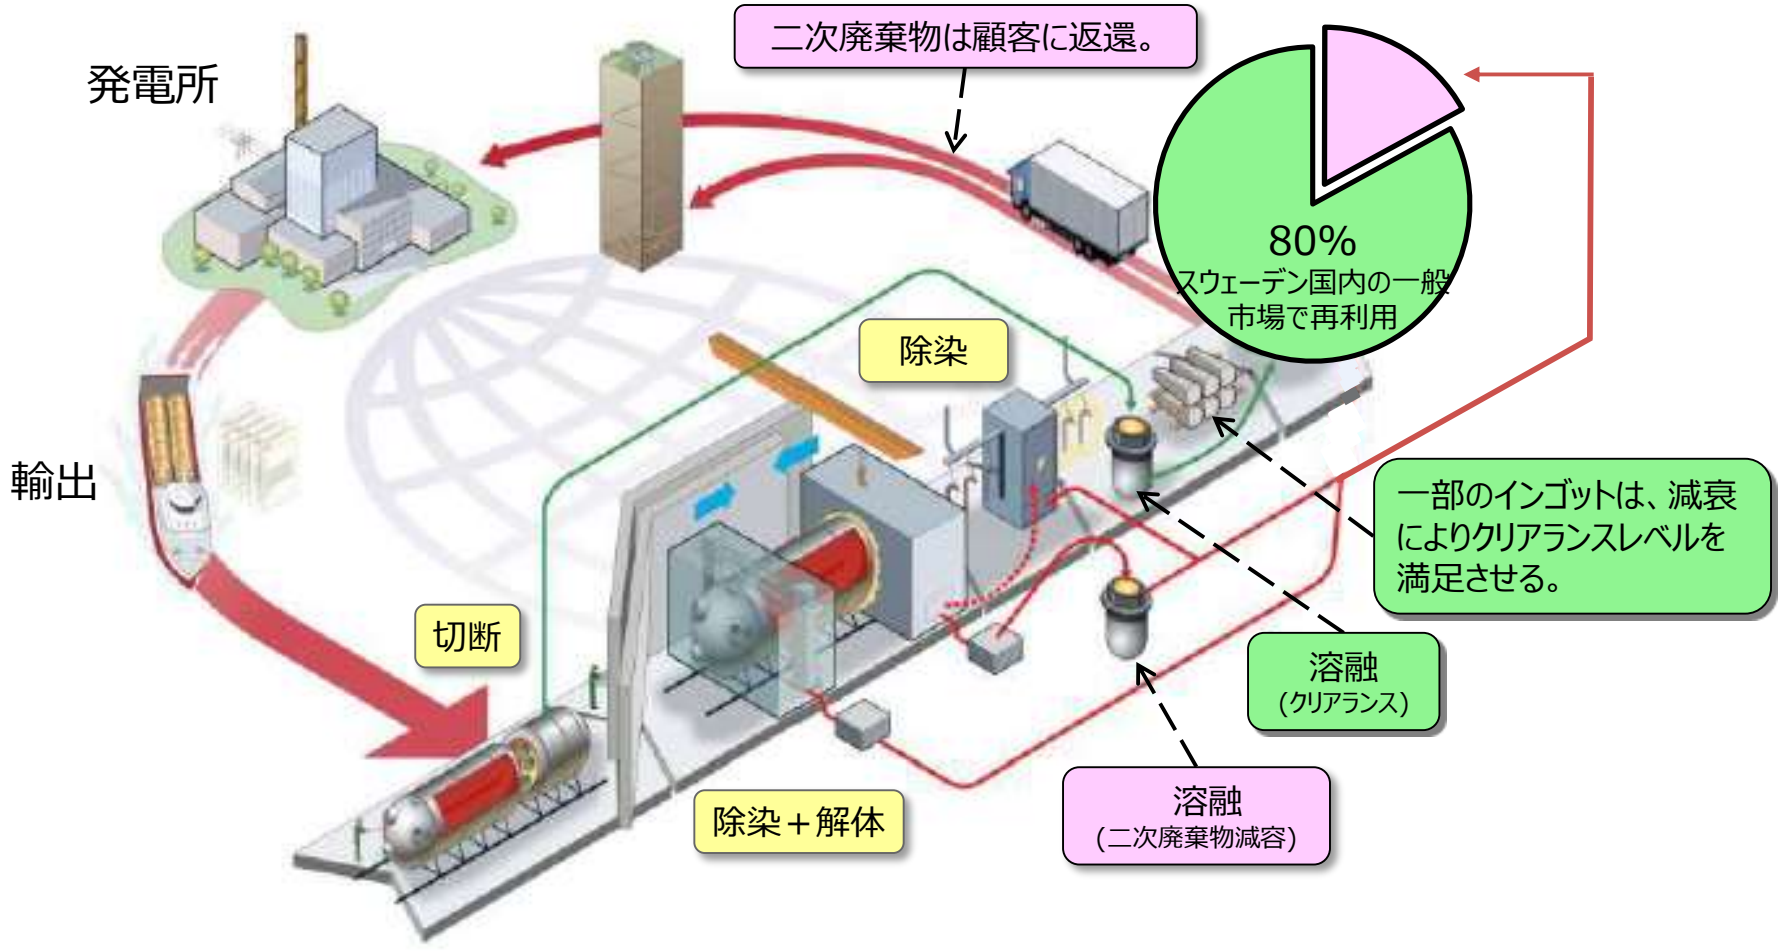 二次廃棄物は顧客に返還。
発電所
80%
スウェーデン国内の一般
市場で再利用
除染
輸出
一部のインゴットは、減衰
によりクリアランスレベルを
満足させる。
切断
溶融
(クリアランス)
除染＋解体
溶融
(二次廃棄物減容)